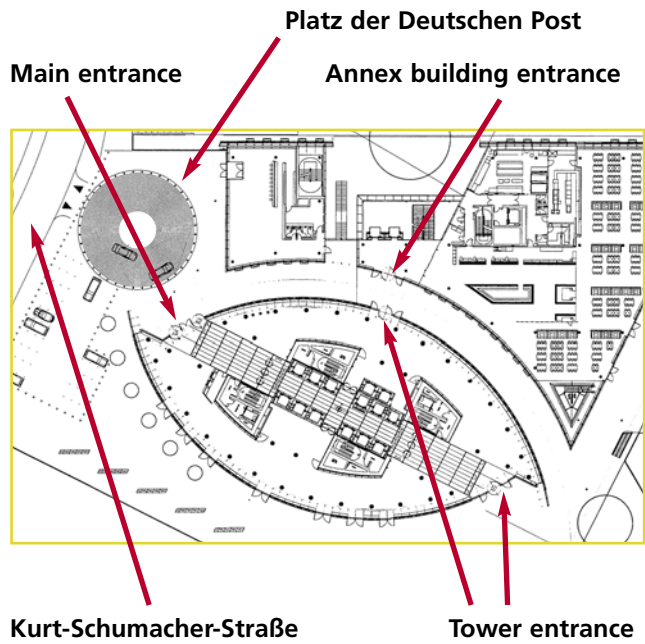 Platz der Deutschen Post
Main entrance
Annex building entrance
Kurt-Schumacher-Straße
Tower entrance